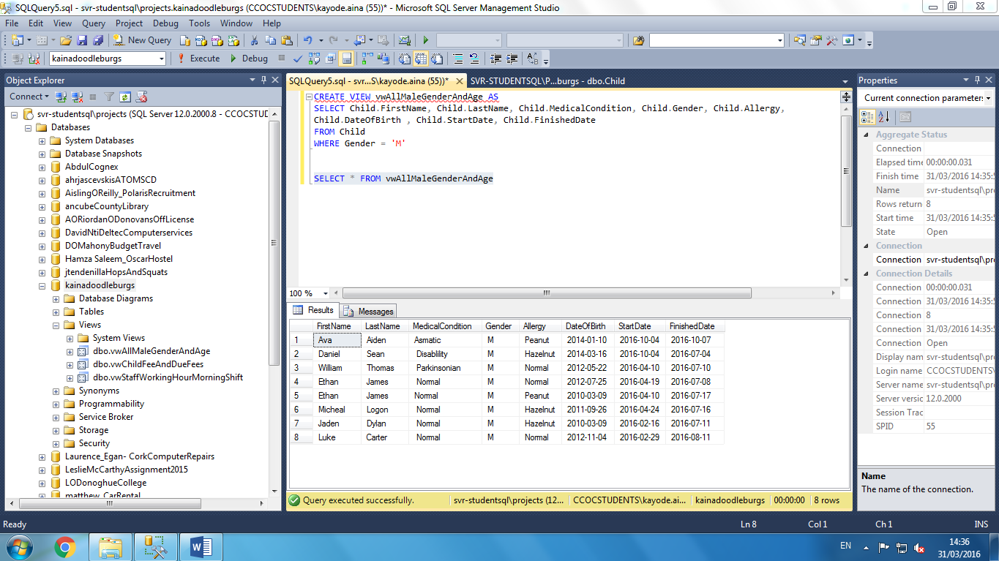 SQLQuery5.sql - svr-studentsql\projects.kainadoodleburgs (CCOCSTUDENTS\kayode.aina (55))* - Microsoft SQL Server Management Studio
File Edit View Query Project Debug Tools Window Help
New Query
kainadoodleburgs Execute Debug
Object Explorer
Connect
svr-studentsql\projects (SQL Server 12.0.2000.8 - CCOCSTUD
Databases
System Databases
Database Snapshots
AbdulCognex
ahrjascevskisATOMSCD
AislingOReilly_PolarisRecruitment
ancubeCountyLibrary
AORiordanODonovansOffLicense
DavidNtiDeltecComputerservices
DOMahonyBudgetTravel
Hamza Saleem_OscarHostel
jtendenillaHopsAndSquats
kainadoodleburgs
Database Diagrams
Tables
Views
System Views
dbo.vwAllMaleGenderAndAge
dbo.vwChildFeeAndDueFees
dbo.vwStaffWorkingHourMorningShift
Synonyms
Programmability
Service Broker
Storage
Security
Laurence_Egan- CorkComputerRepairs
LeslieMcCarthyAssignment2015
LODonoghueCollege
matthew_CarRental
SQLQuery5.sql - svr...S\kayode.aina (55))* SVR-STUDENTSQL\P...burgs - dbo.Child
CREATE VIEW vwAllMaleGenderAndAge AS
SELECT Child.FirstName, Child.LastName, Child.MedicalCondition, Child.Gender, Child.Allergy,
Child.DateOfBirth , Child.StartDate, Child.FinishedDate
FROM Child
WHERE Gender = 'M'
SELECT * FROM vwAllMaleGenderAndAge
100 %
Results Messages
FirstName LastName MedicalCondition Gender Allergy DateOfBirth StartDate FinishedDate
1 Ava Aiden Asmatic M Peanut 2014-01-10 2016-10-04 2016-10-07
2 Daniel Sean Disablility M Hazelnut 2014-03-16 2016-04-10 2016-07-04
3 William Thomas Parkinsonian M Normal 2012-05-22 2016-04-10 2016-07-10
4 Ethan James Normal M Normal 2012-07-25 2016-04-19 2016-07-08
5 Ethan James Normal M Peanut 2010-03-09 2016-04-10 2016-07-17
6 Micheal Logon Normal M Hazelnut 2011-09-26 2016-04-24 2016-07-16
7 Jaden Dylan Normal M Hazelnut 2010-03-09 2016-02-16 2016-07-11
8 Luke Carter Normal M Normal 2012-11-04 2016-02-29 2016-08-11
Query executed successfully. svr-studentsql\projects (12... CCOCSTUDENTS\kayode.ai... kainadoodleburgs 00:00:00 8 rows
Properties
Current connection parameters
Aggregate Status
Connection
Elapsed time 00:00:00.031
Finish time 31/03/2016 14:35:5
Name svr-studentsql\pro
Rows return 8
Start time 31/03/2016 14:35:5
State Open
Connection
Connection svr-studentsql\pro
Connection Details
Connection 00:00:00.031
Connection 31/03/2016 14:35:5
Connection 8
Connection 31/03/2016 14:35:5
Connection Open
Display nam svr-studentsql\pro
Login name CCOCSTUDENTS\
Server name svr-studentsql\pro
Server versic 12.0.2000
Session Trac
SPID 55
Name
The name of the connection.
Ready Ln 8 Col 1 Ch 1 INS
EN 14:36
31/03/2016